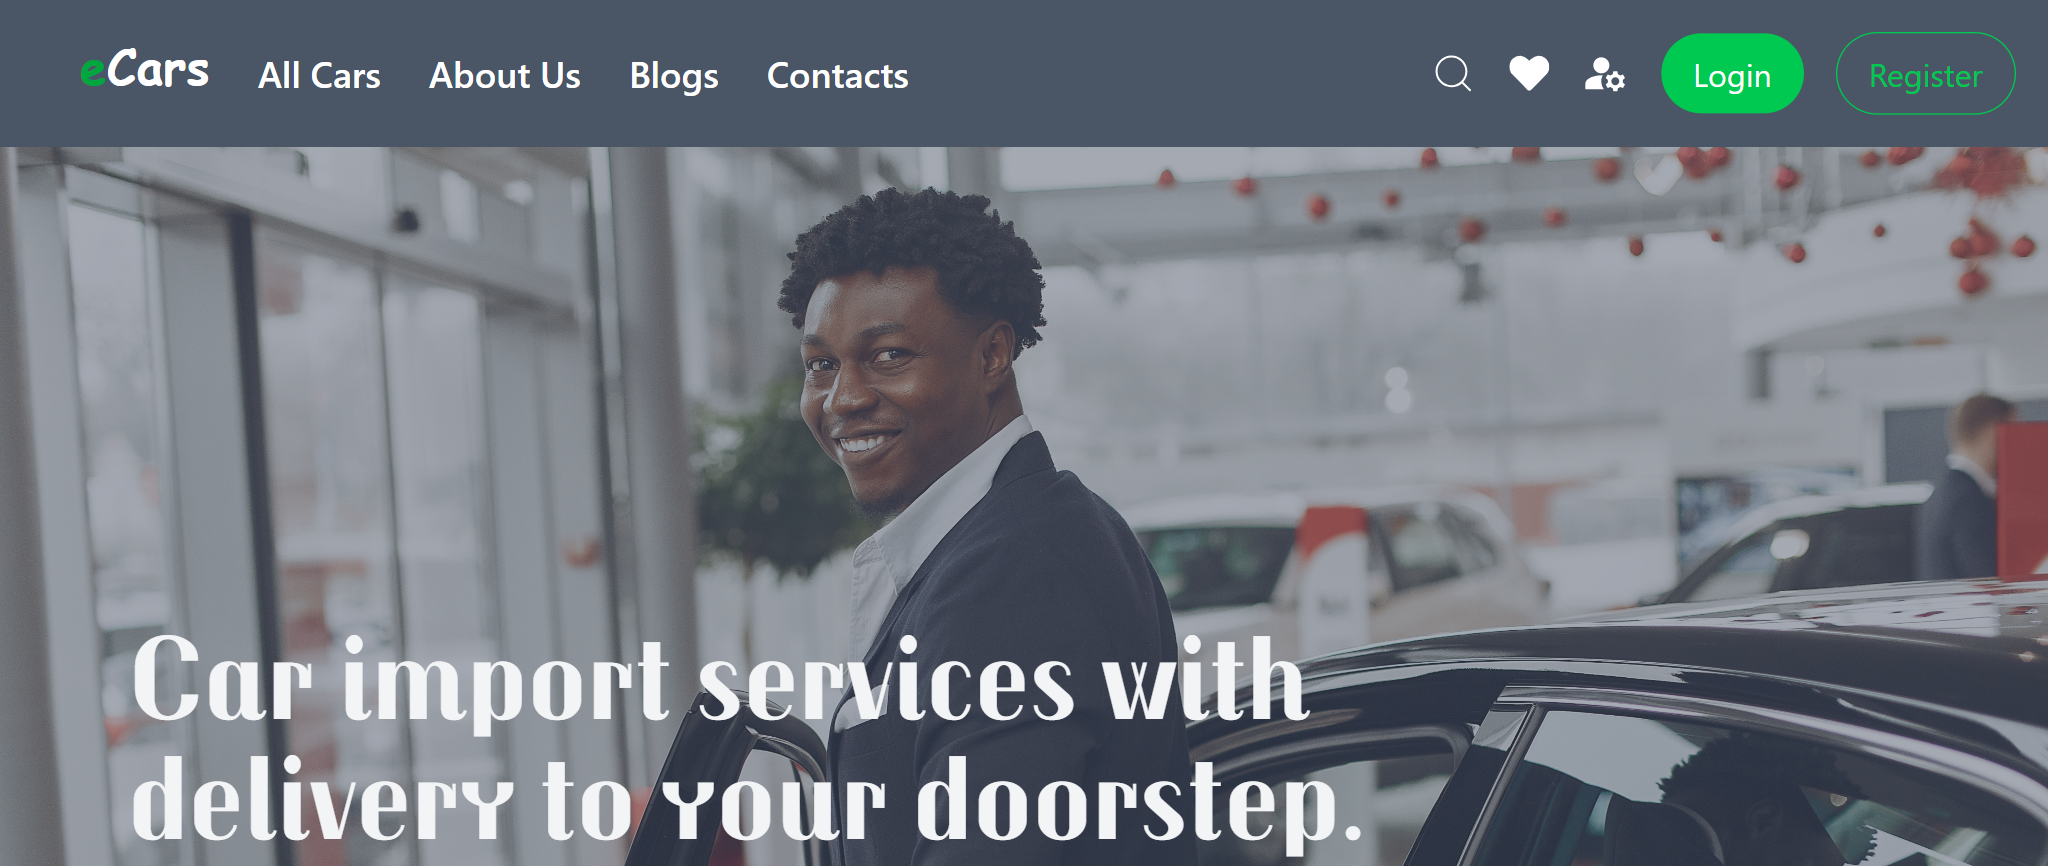 eCars All Cars About Us Blogs Contacts Login Register
Car import services with
delivery to your doorstep.